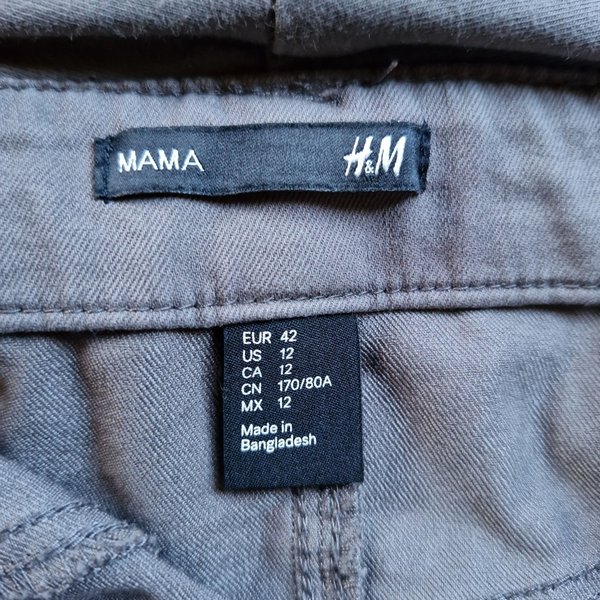 MAMA H&M
EUR 42
US 12
CA 12
CN 170/80A
MX 12
Made in
Bangladesh